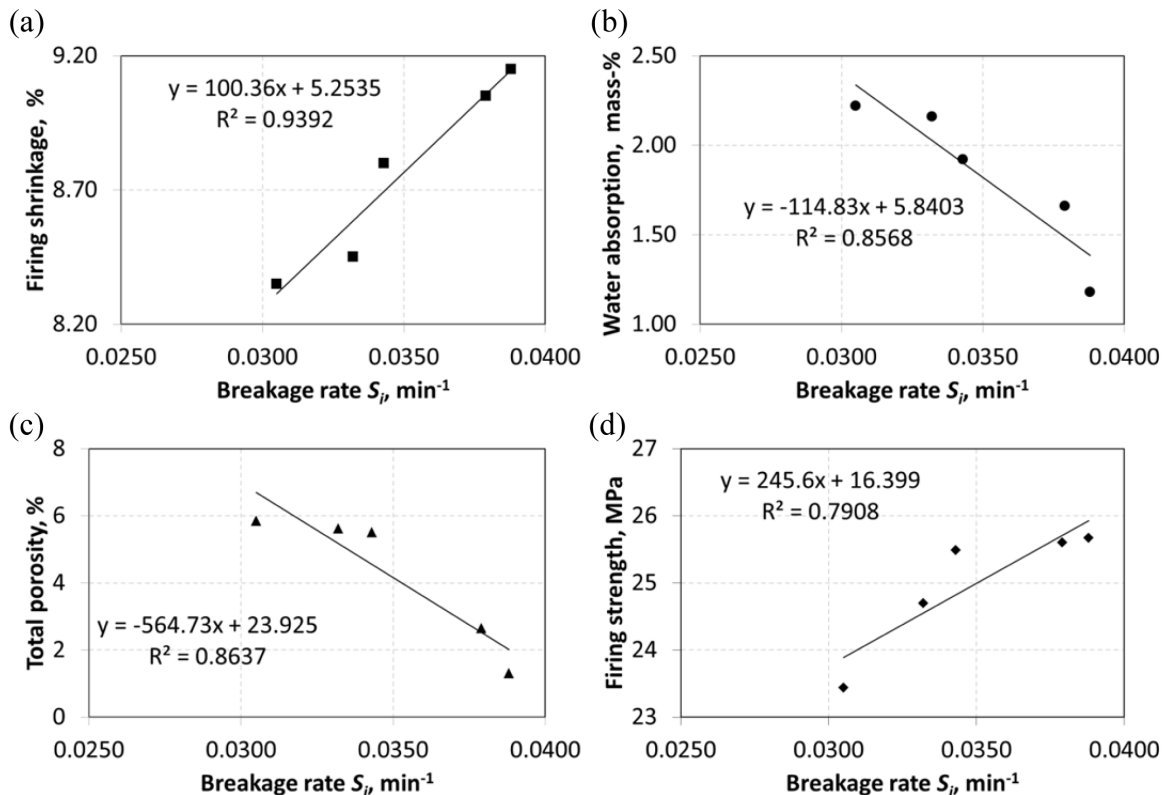 (a)
9.20
8.70
8.20
Firing shrinkage, %
y = 100.36x + 5.2535
R² = 0.9392
0.0250
0.0300
0.0350
0.0400
Breakage rate Si, min-1
(b)
2.50
2.00
1.50
1.00
Water absorption, mass-%
y = -114.83x + 5.8403
R² = 0.8568
0.0250
0.0300
0.0350
0.0400
Breakage rate Si, min-1
(c)
8
6
4
2
0
Total porosity, %
y = -564.73x + 23.925
R² = 0.8637
0.0250
0.0300
0.0350
0.0400
Breakage rate Si, min-1
(d)
27
26
25
24
23
Firing strength, MPa
y = 245.6x + 16.399
R² = 0.7908
0.0250
0.0300
0.0350
0.0400
Breakage rate Si, min-1